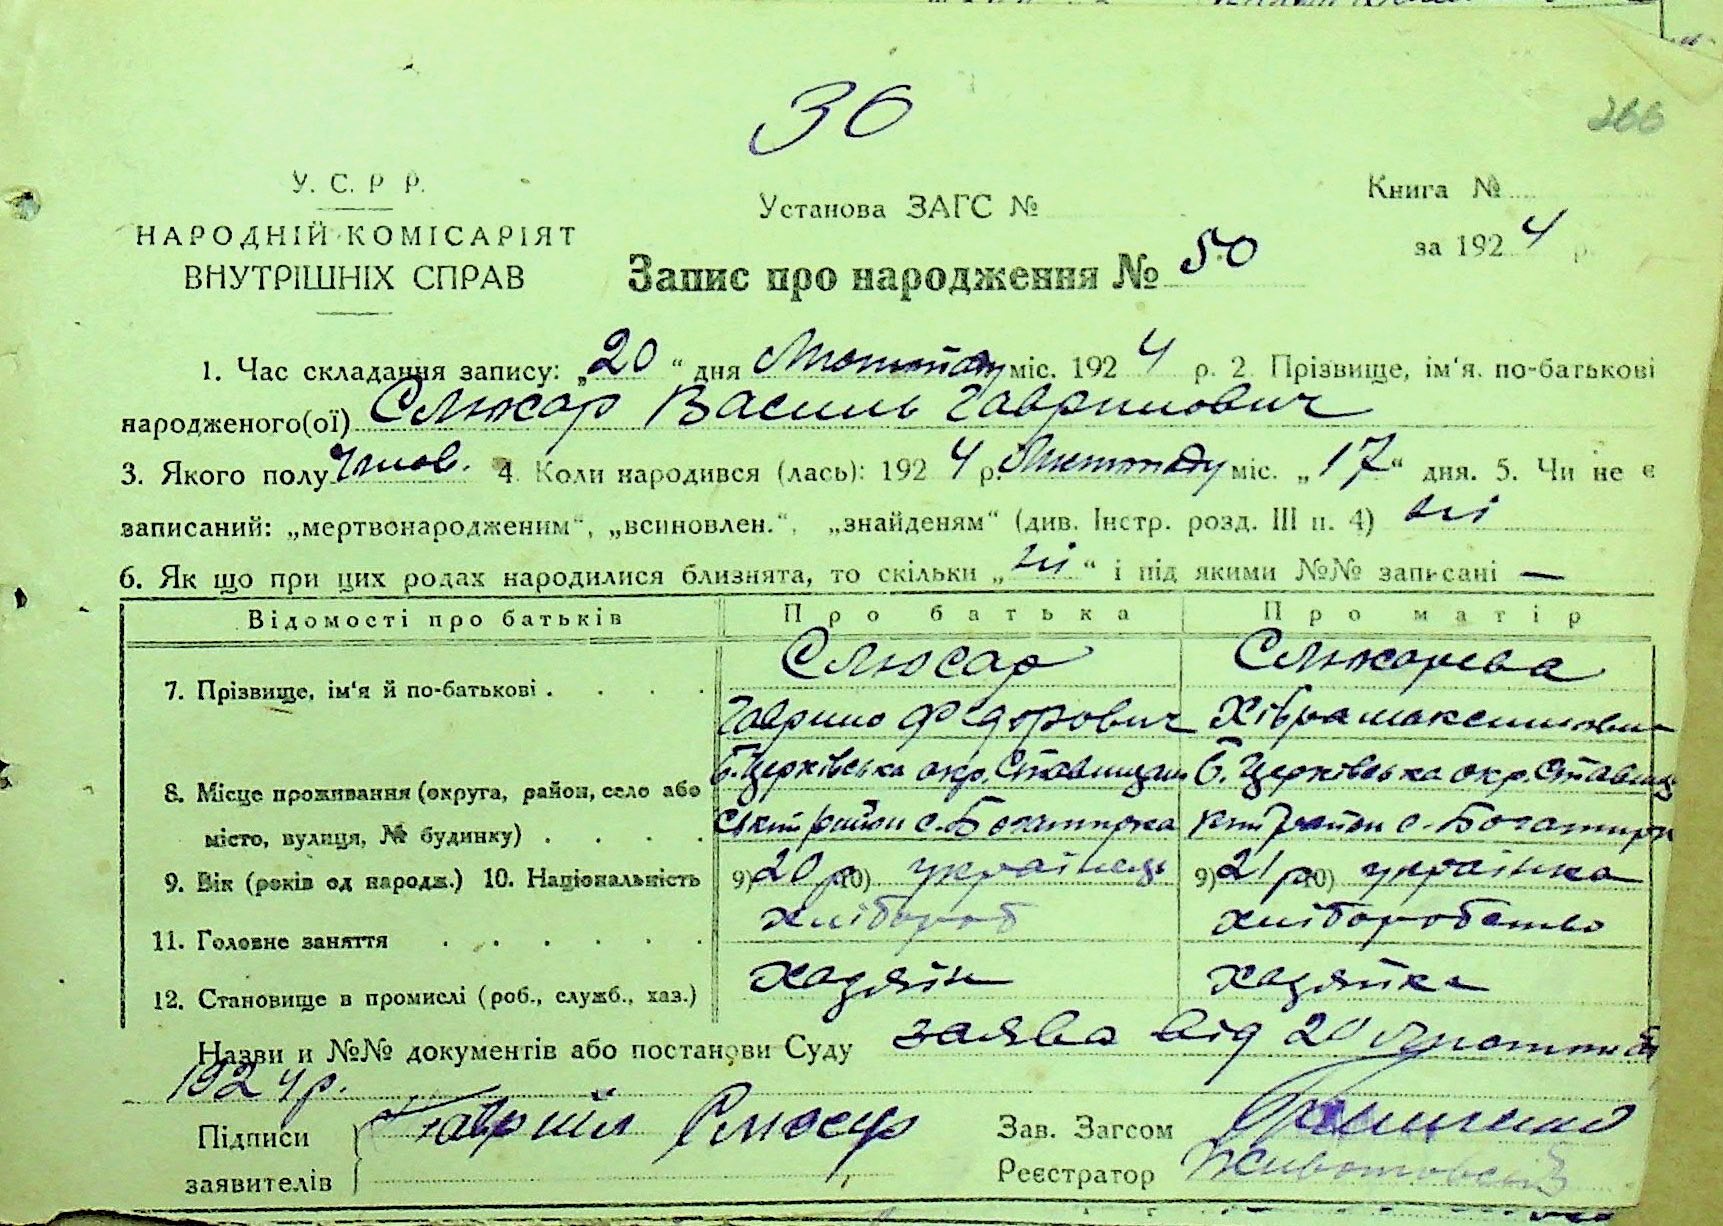 36
266
У. С. Р Р.
НАРОДНІЙ КОМІСАРІЯТ
ВНУТРІШНІХ СПРАВ
Установа ЗАГС №
Книга №
за 1924 р.
Запис про народження № 50
1. Час складання запису: „20“ дня Лютого міс. 1924 р. 2 Прізвище, ім‘я. по-батькові
народженого(ої) Слюсар Василь Гаврилович
3. Якого полу чолов. 4. Коли народився (лась): 1924 р. Лютого міс. „17“ дня. 5. Чи не є
записаний: „мертвонародженим“, „всиновлен.“, „знайденям“ (див. Інстр. розд. III п. 4) ні
6. Як що при цих родах народилися близнята, то скільки „ні“ і під якими №№ записані —
Відомості про батьків Про батька Про матір
7. Прізвище, ім‘я й по-батькові . . . . Слюсар Слюсарева
Гаврило Федорович Хівра Максимовна
8. Місце проживання (округа, район, село або Б. Церківська окр. Ставищан Б. Церківська окр. Ставищ
місто, вулиця, № будинку) . . . . ський район с. Богатирка район с. Богатирк
9. Вік (років од народж.) 10. Національність 9) 20 р 10) українець 9) 21 р 10) українка
11. Головне заняття . . . . . . хлібороб хліборобство
12. Становище в промислі (роб., служб., хаз.) хазяїн хазяйка
Назви и №№ документів або постанови Суду заява від 20 Лютого
1924 р.
Підписи Гавриіл Слюсар Зав. Загсом
заявителів Реєстратор